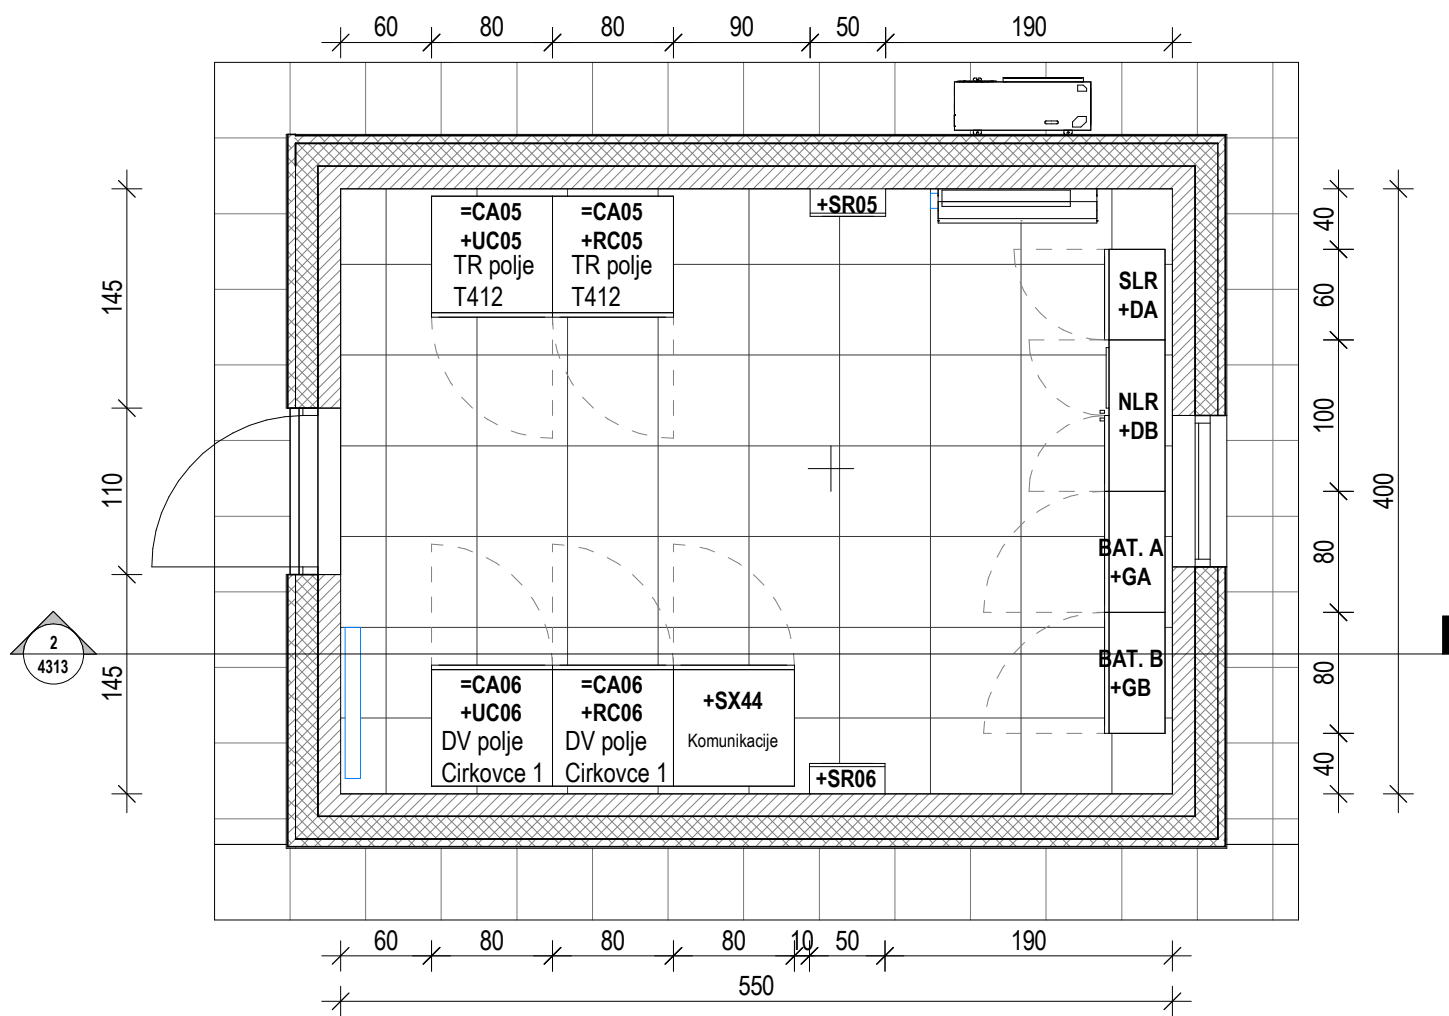 60 80 80 90 50 190
=CA05
+UC05
TR polje
T412
=CA05
+RC05
TR polje
T412
+SR05
SLR
+DA
NLR
+DB
BAT. A
+GA
BAT. B
+GB
145
110
145
40
60
100
80
80
40
400
2
4313
=CA06
+UC06
DV polje
Cirkovce 1
=CA06
+RC06
DV polje
Cirkovce 1
+SX44
Komunikacije
+SR06
60 80 80 80 10 50 190
550